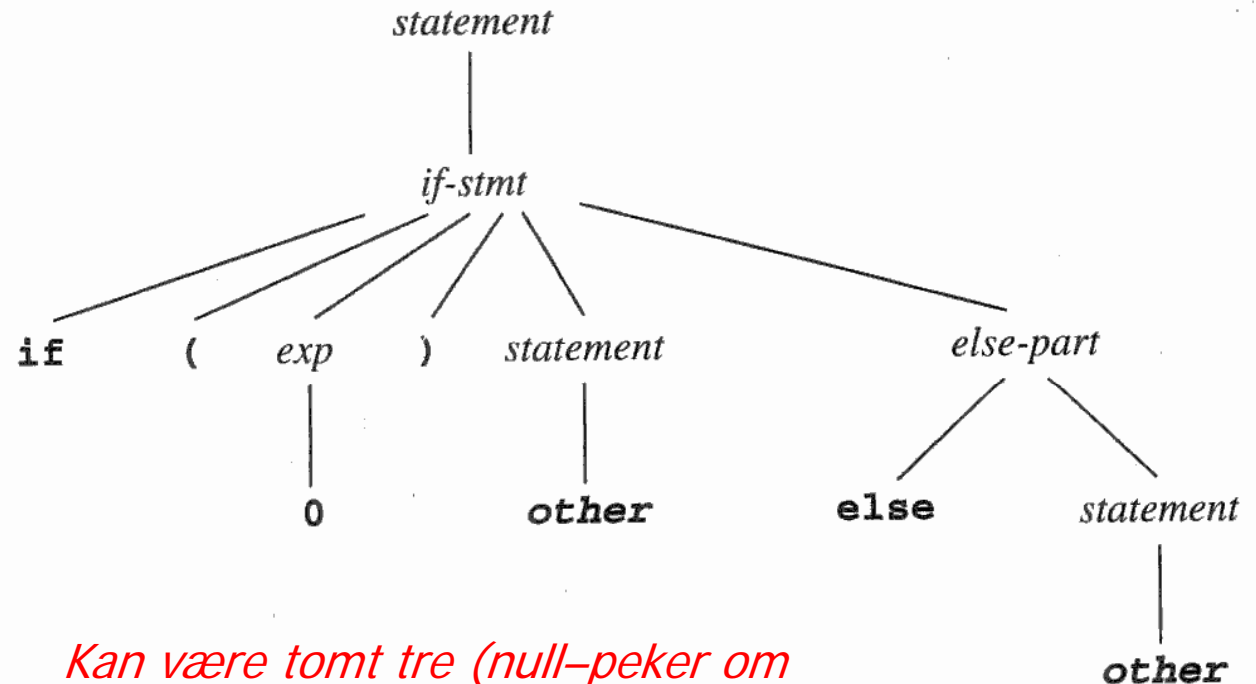 statement
if-stmt
if ( exp ) statement else-part
0 other else statement
Kan være tomt tre (null–peker om
other